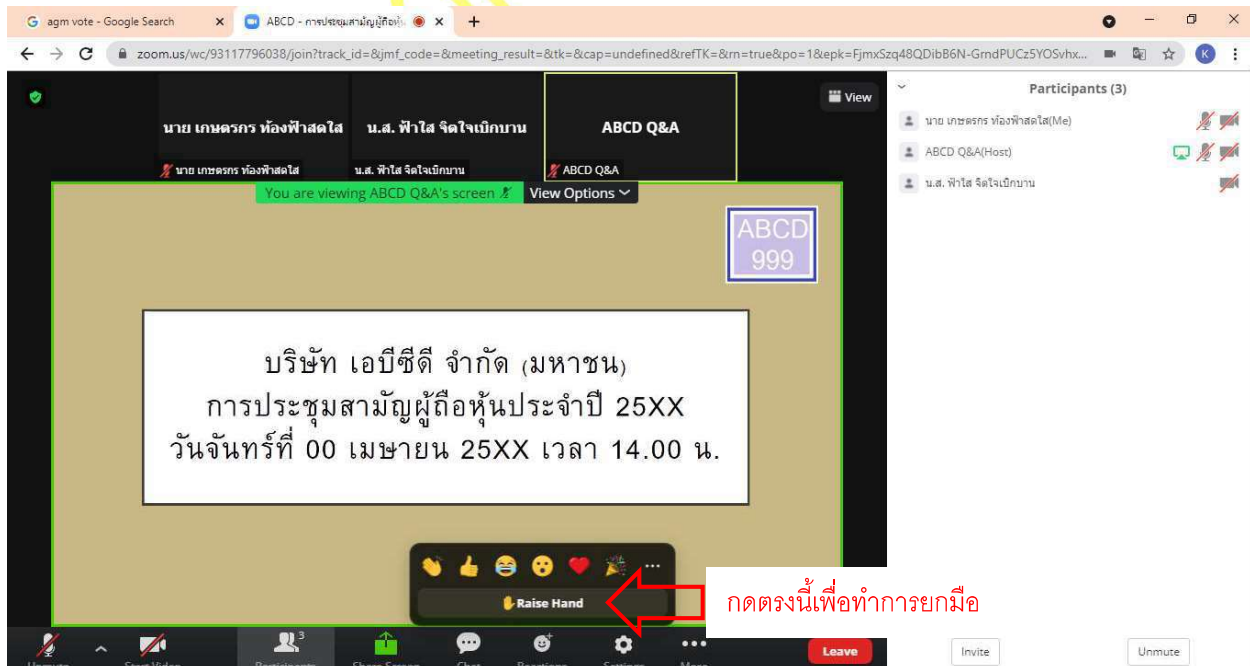 agm vote - Google Search
ABCD - การประชุมสามัญผู้ถือหุ้น
zoom.us/wc/93117796038/join?track_id=&jmf_code=&meeting_result=&tk=&cap=undefined&refTK=&rn=true&po=1&epk=FjmxSzq48QDibB6N-GrndPUCz5YOSvhx...
K
View
นาย เกษตรกร ท้องฟ้าสดใส
น.ส. ฟ้าใส จิตใจเบิกบาน
ABCD Q&A
นาย เกษตรกร ท้องฟ้าสดใส
น.ส. ฟ้าใส จิตใจเบิกบาน
ABCD Q&A
You are viewing ABCD Q&A's screen
View Options
Participants (3)
นาย เกษตรกร ท้องฟ้าสดใส(Me)
ABCD Q&A(Host)
น.ส. ฟ้าใส จิตใจเบิกบาน
ABCD
999
บริษัท เอบีซีดี จำกัด (มหาชน)
การประชุมสามัญผู้ถือหุ้นประจำปี 25XX
วันจันทร์ที่ 00 เมษายน 25XX เวลา 14.00 น.
Raise Hand
กดตรงนี้เพื่อทำการยกมือ
3
Unmute
Start Video
Participants
Share Screen
Chat
Reactions
Settings
More
Leave
Invite
Unmute